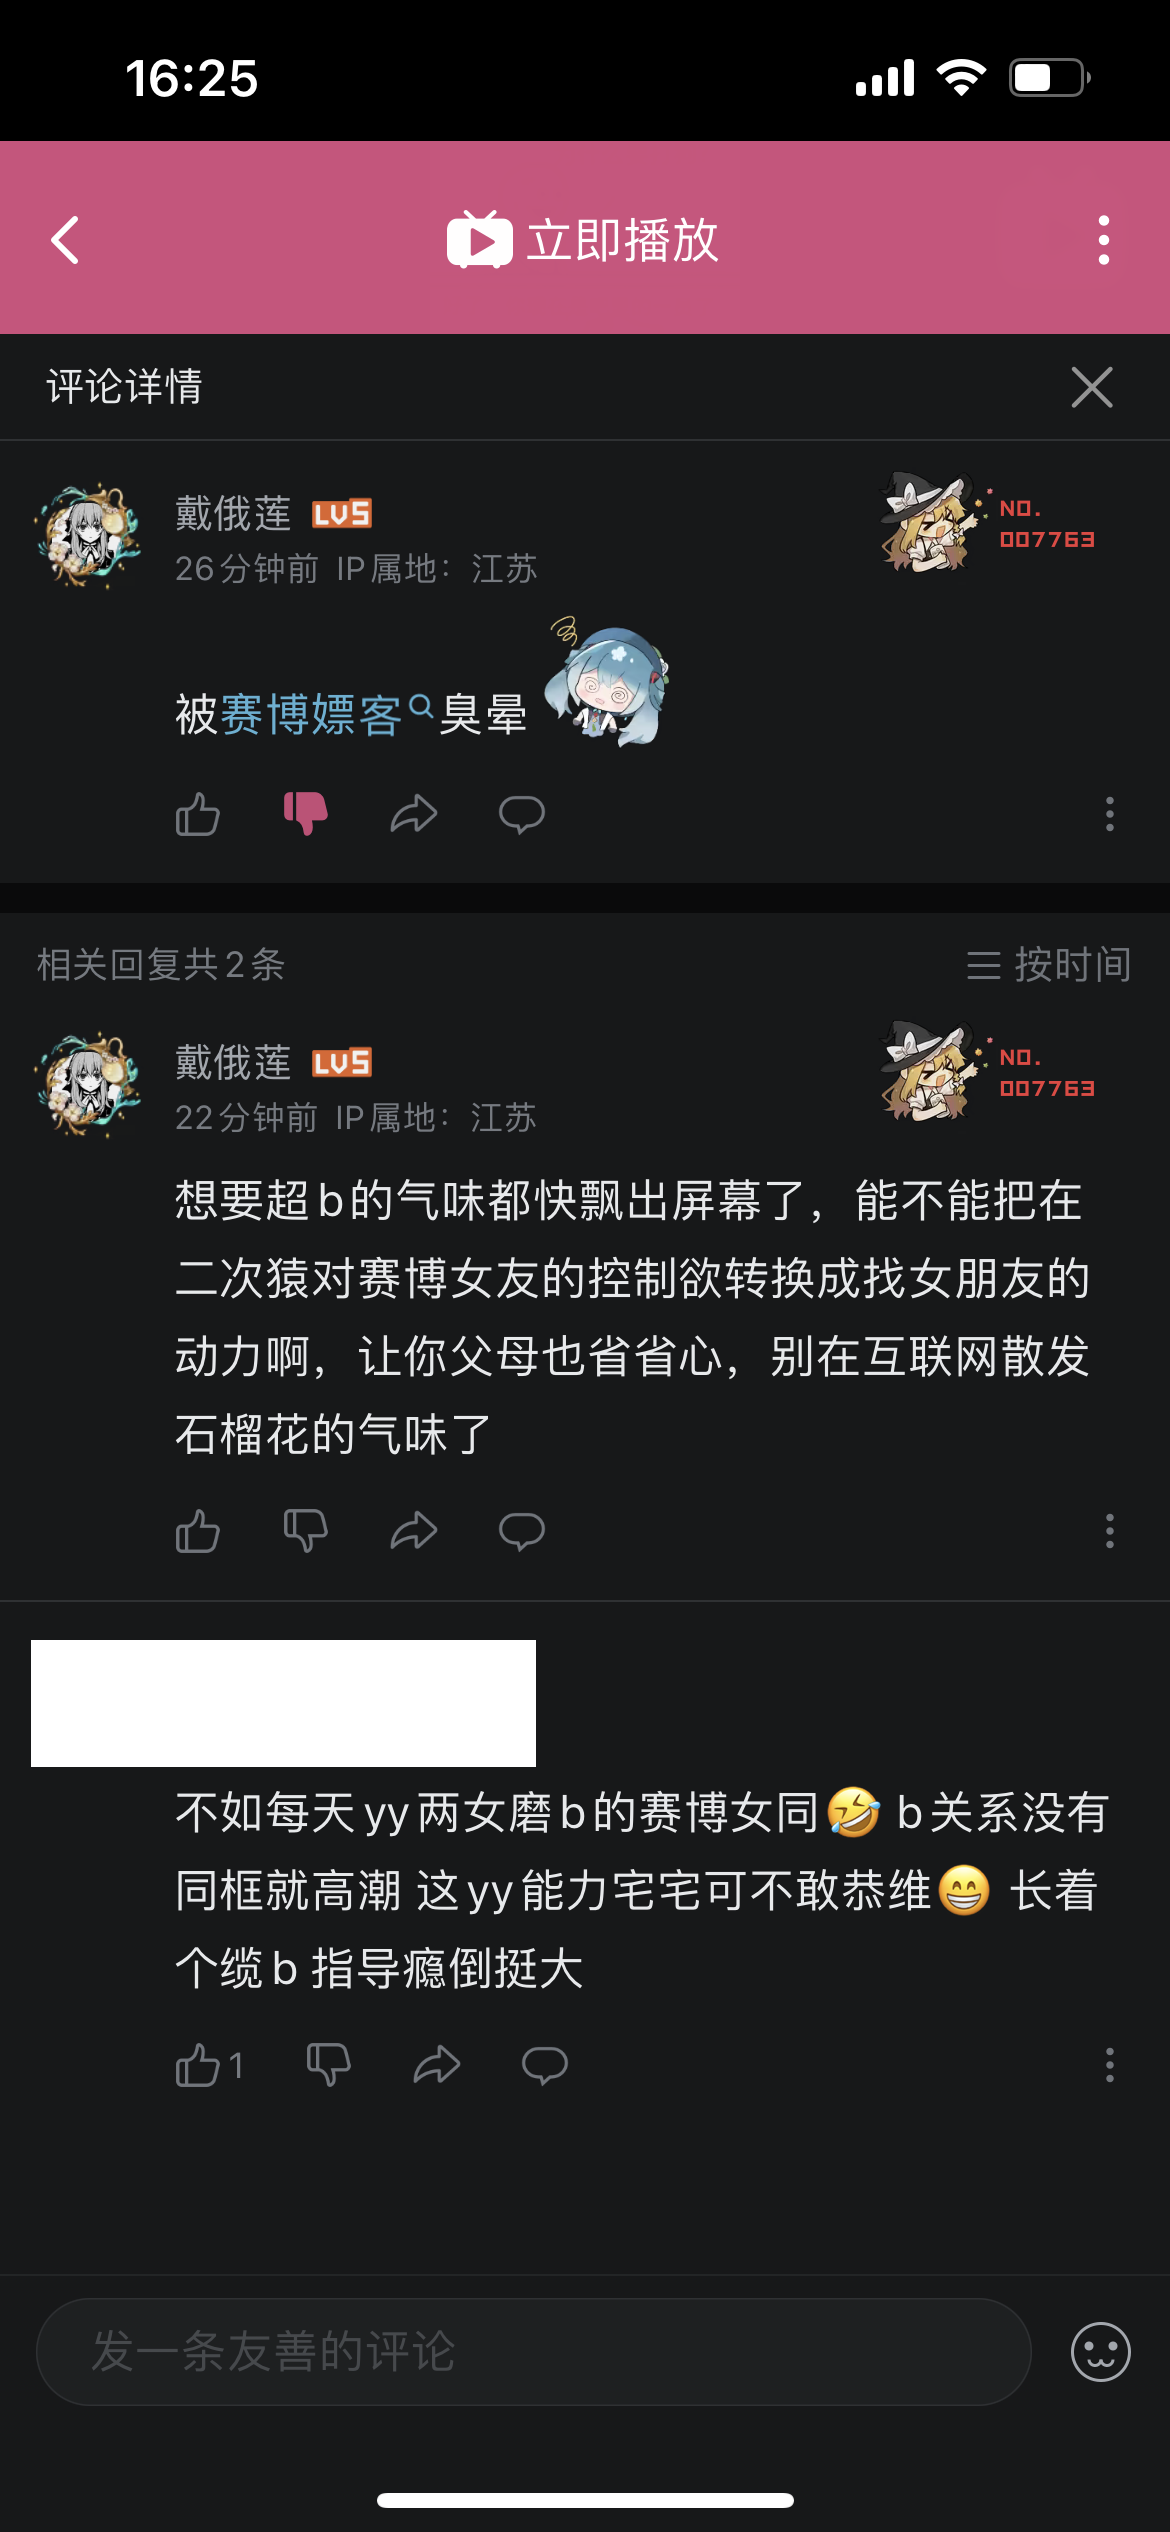 16:25
立即播放
评论详情
戴俄莲 LV5
NO.
007763
26分钟前 IP属地：江苏
被赛博嫖客臭晕
相关回复共2条
按时间
戴俄莲 LV5
NO.
007763
22分钟前 IP属地：江苏
想要超b的气味都快飘出屏幕了，能不能把在
二次猿对赛博女友的控制欲转换成找女朋友的
动力啊，让你父母也省省心，别在互联网散发
石榴花的气味了
不如每天yy两女磨b的赛博女同🤣 b关系没有
同框就高潮 这yy能力宅宅可不敢恭维😁 长着
个缆b 指导瘾倒挺大
1
发一条友善的评论